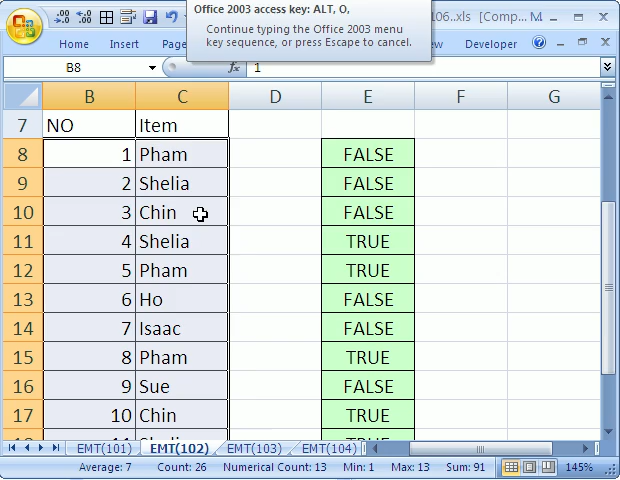 Office 2003 access key: ALT, O,
Continue typing the Office 2003 menu
key sequence, or press Escape to cancel.
106.xls [Comp... M...
Home Insert Pag ew Developer
B8 1
B C D E F G
7 NO Item
8 1 Pham FALSE
9 2 Shelia FALSE
10 3 Chin FALSE
11 4 Shelia TRUE
12 5 Pham TRUE
13 6 Ho FALSE
14 7 Isaac FALSE
15 8 Pham TRUE
16 9 Sue FALSE
17 10 Chin TRUE
EMT(101) EMT(102) EMT(103) EMT(104)
Average: 7 Count: 26 Numerical Count: 13 Min: 1 Max: 13 Sum: 91 145%